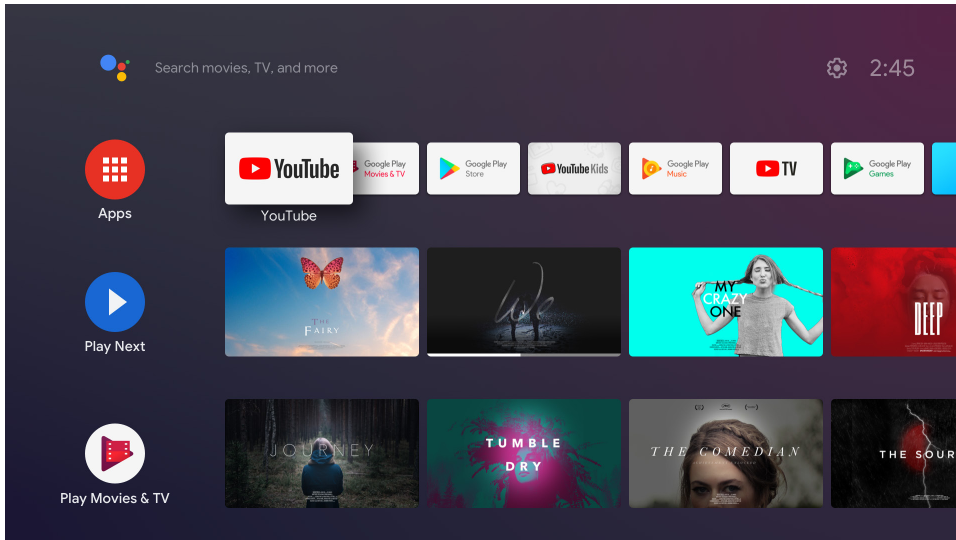 Search movies, TV, and more
2:45
Apps
YouTube
Google Play
Movies & TV
Google Play
Store
YouTube Kids
Google Play
Music
TV
Google Play
Games
YouTube
Play Next
THE
FAIRY
We
MY
CRAZY
ONE
DEEP
Play Movies & TV
JOURNEY
TUMBLE
DRY
THE COMEDIAN
THE SOUR